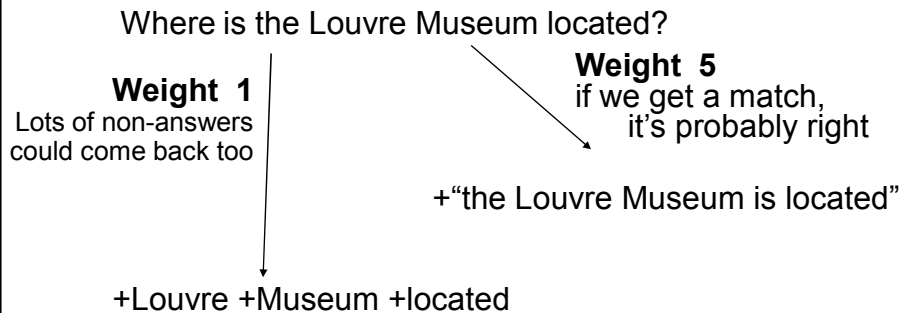 Where is the Louvre Museum located?
Weight 1
Lots of non-answers
could come back too
Weight 5
if we get a match,
it’s probably right
+“the Louvre Museum is located”
+Louvre +Museum +located